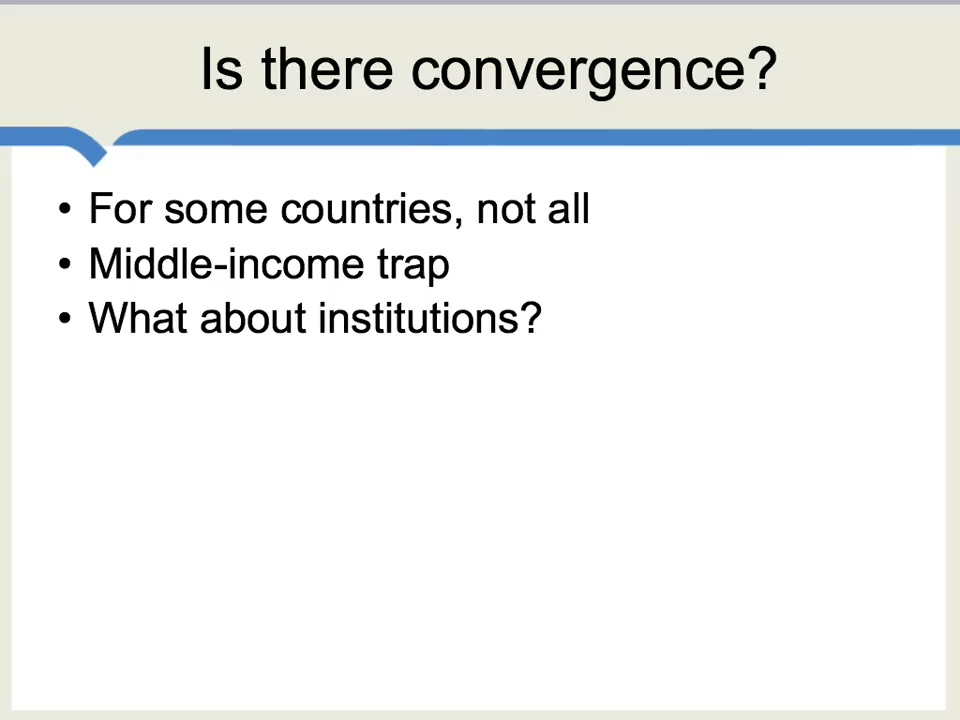 Is there convergence?
• For some countries, not all
• Middle-income trap
• What about institutions?